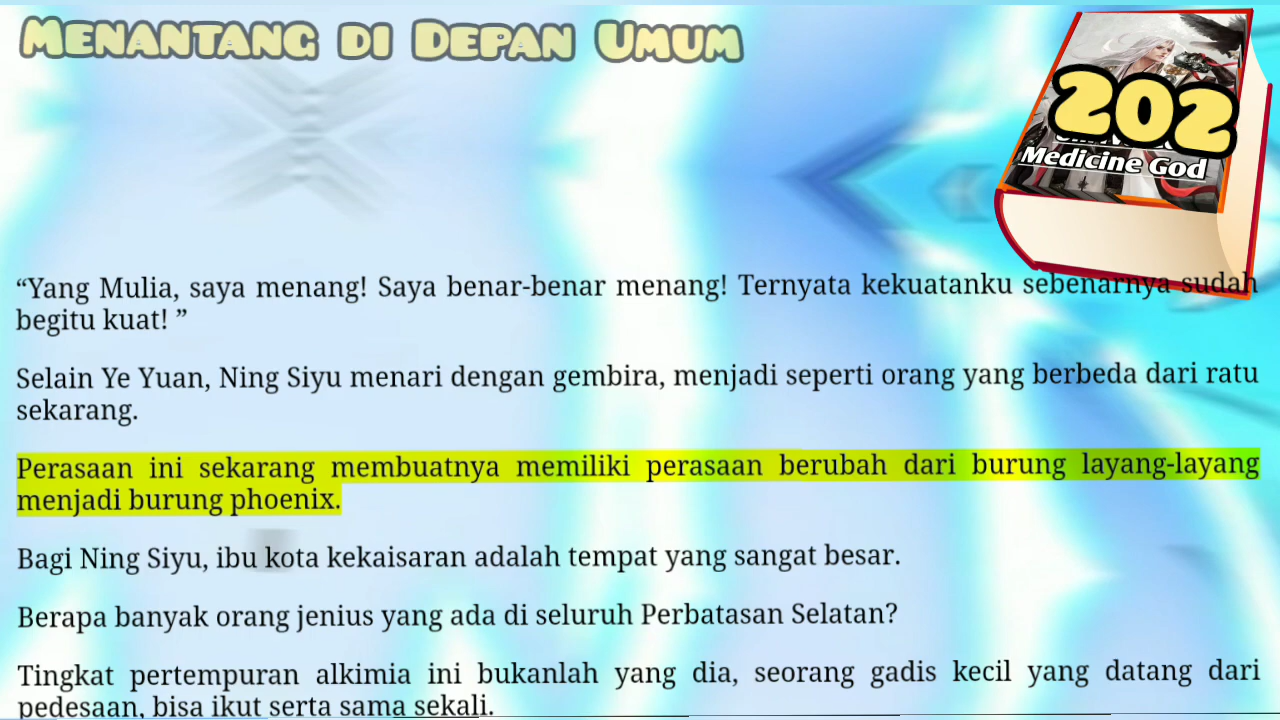 Menantang di Depan Umum
202
Medicine God
“Yang Mulia, saya menang! Saya benar-benar menang! Ternyata kekuatanku sebenarnya sudah
begitu kuat! ”
Selain Ye Yuan, Ning Siyu menari dengan gembira, menjadi seperti orang yang berbeda dari ratu
sekarang.
Perasaan ini sekarang membuatnya memiliki perasaan berubah dari burung layang-layang
menjadi burung phoenix.
Bagi Ning Siyu, ibu kota kekaisaran adalah tempat yang sangat besar.
Berapa banyak orang jenius yang ada di seluruh Perbatasan Selatan?
Tingkat pertempuran alkimia ini bukanlah yang dia, seorang gadis kecil yang datang dari
pedesaan, bisa ikut serta sama sekali.